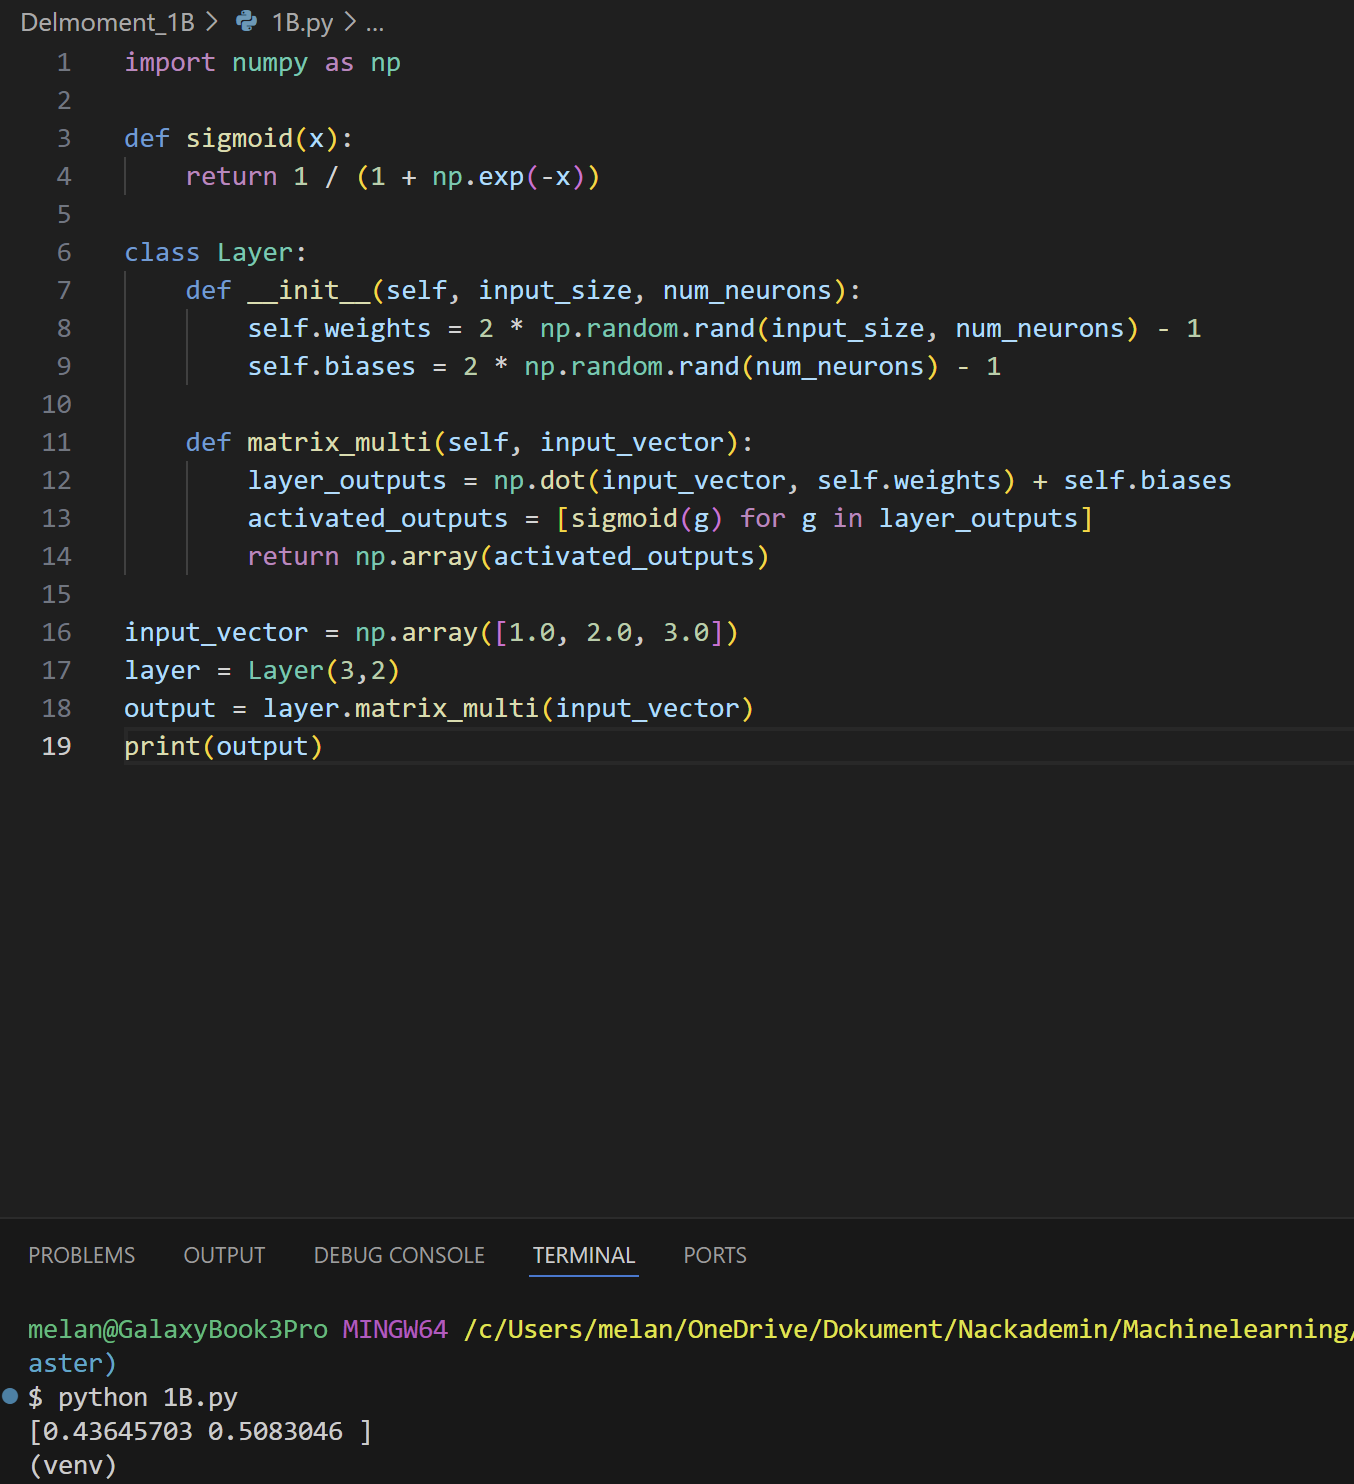 Delmoment_1B > 1B.py > ...
1 import numpy as np
2
3 def sigmoid(x):
4     return 1 / (1 + np.exp(-x))
5
6 class Layer:
7     def __init__(self, input_size, num_neurons):
8         self.weights = 2 * np.random.rand(input_size, num_neurons) - 1
9         self.biases = 2 * np.random.rand(num_neurons) - 1
10
11     def matrix_multi(self, input_vector):
12         layer_outputs = np.dot(input_vector, self.weights) + self.biases
13         activated_outputs = [sigmoid(g) for g in layer_outputs]
14         return np.array(activated_outputs)
15
16 input_vector = np.array([1.0, 2.0, 3.0])
17 layer = Layer(3,2)
18 output = layer.matrix_multi(input_vector)
19 print(output)
PROBLEMS OUTPUT DEBUG CONSOLE TERMINAL PORTS
melan@GalaxyBook3Pro MINGW64 /c/Users/melan/OneDrive/Dokument/Nackademin/Machinelearning/
aster)
$ python 1B.py
[0.43645703 0.5083046 ]
(venv)